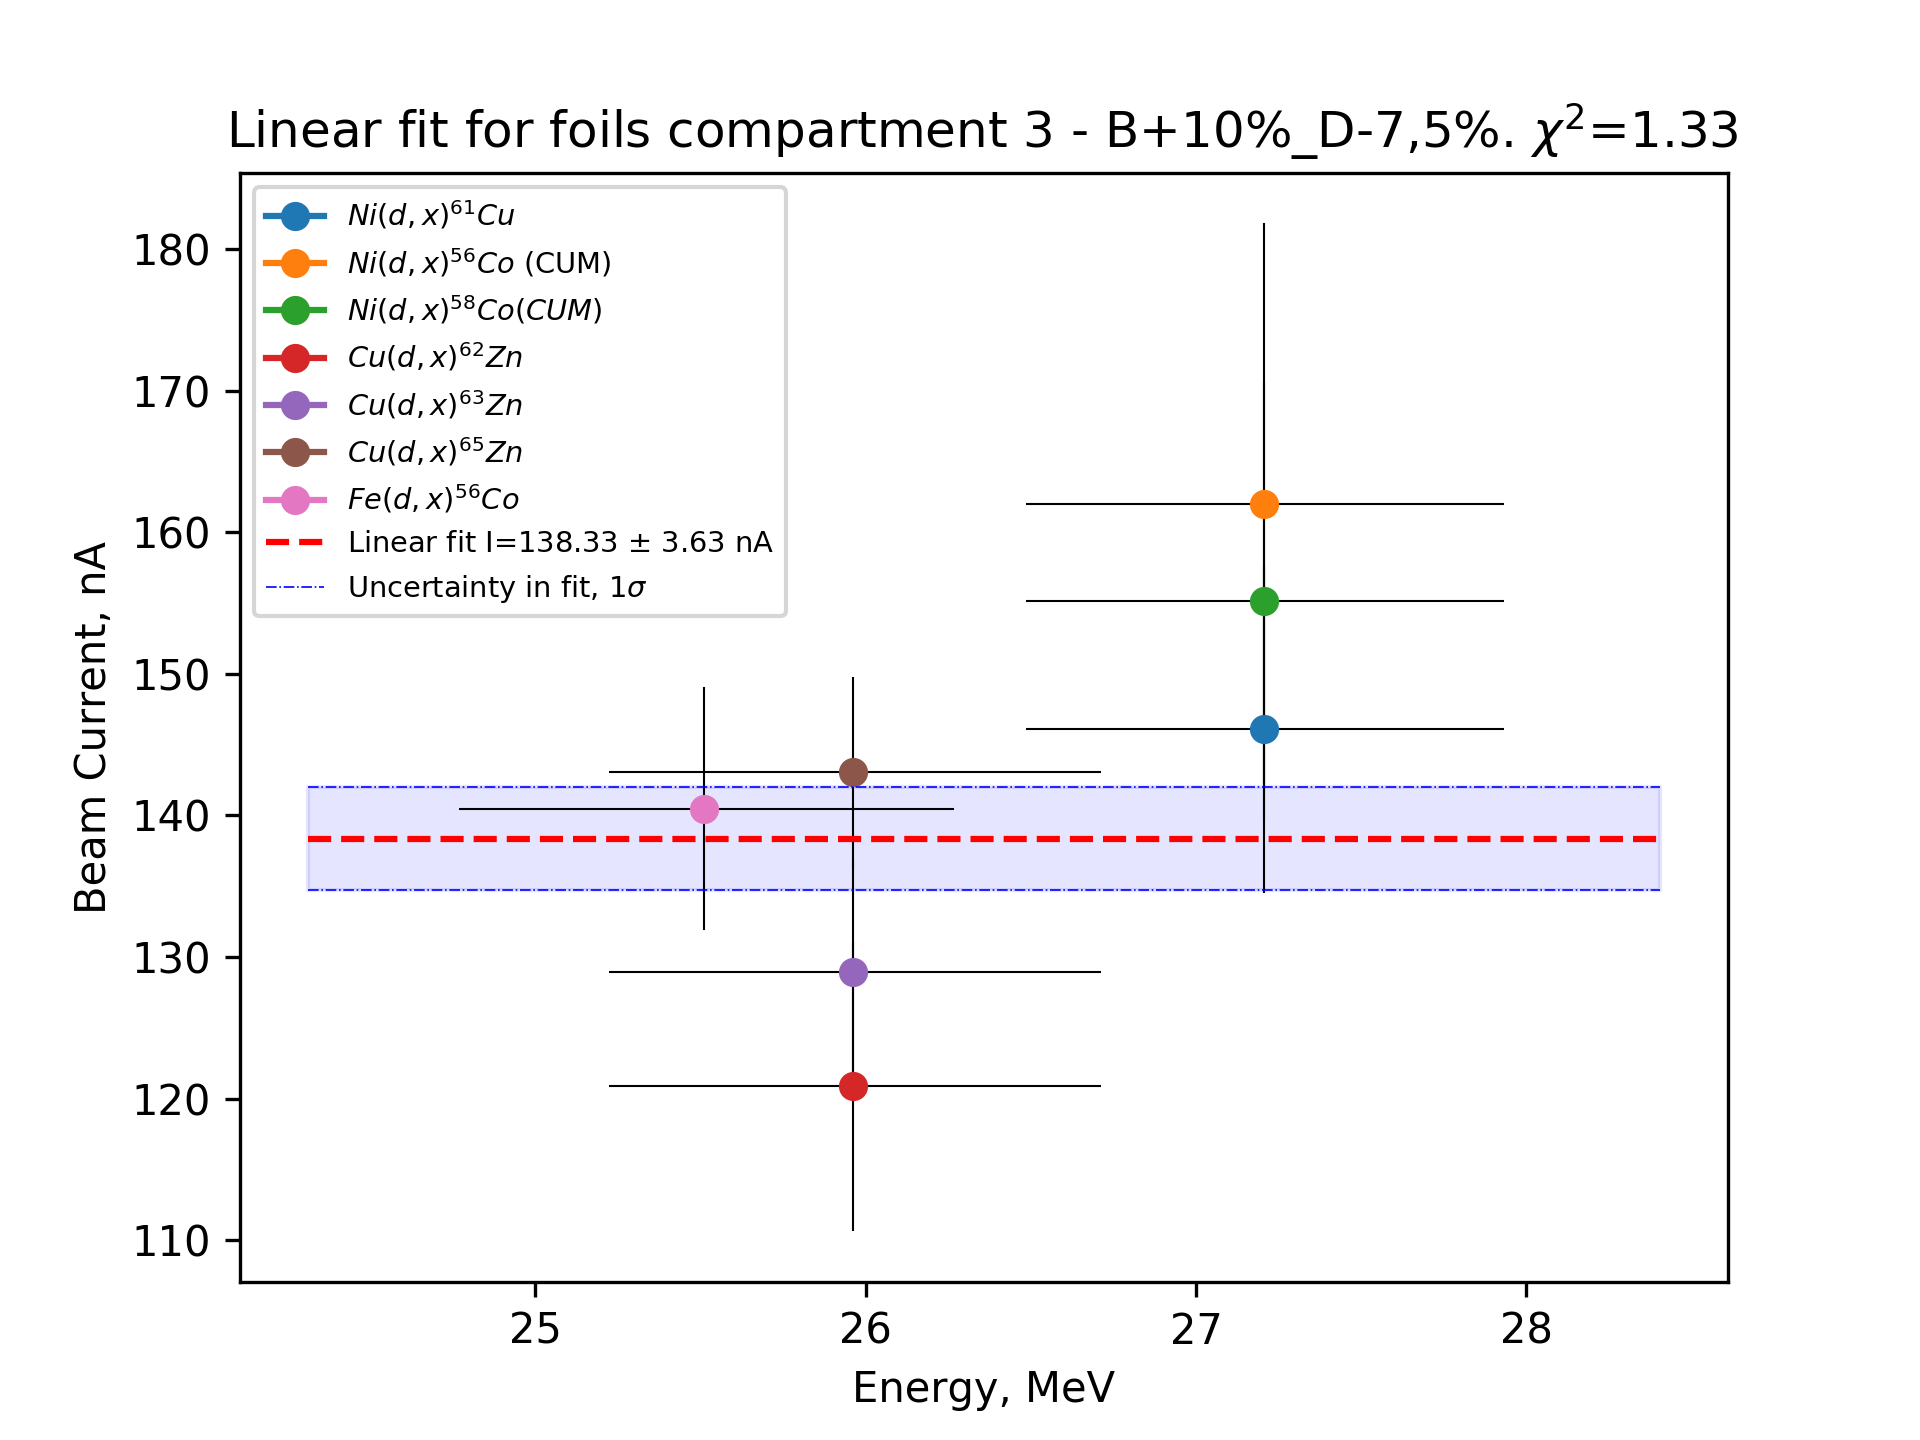 Linear fit for foils compartment 3 - B+10%_D-7,5%. χ²=1.33
Ni(d, x)⁶¹Cu
Ni(d, x)⁵⁶Co (CUM)
Ni(d, x)⁵⁸Co(CUM)
Cu(d, x)⁶²Zn
Cu(d, x)⁶³Zn
Cu(d, x)⁶⁵Zn
Fe(d, x)⁵⁶Co
Linear fit I=138.33 ± 3.63 nA
Uncertainty in fit, 1σ
Beam Current, nA
180
170
160
150
140
130
120
110
25 26 27 28
Energy, MeV